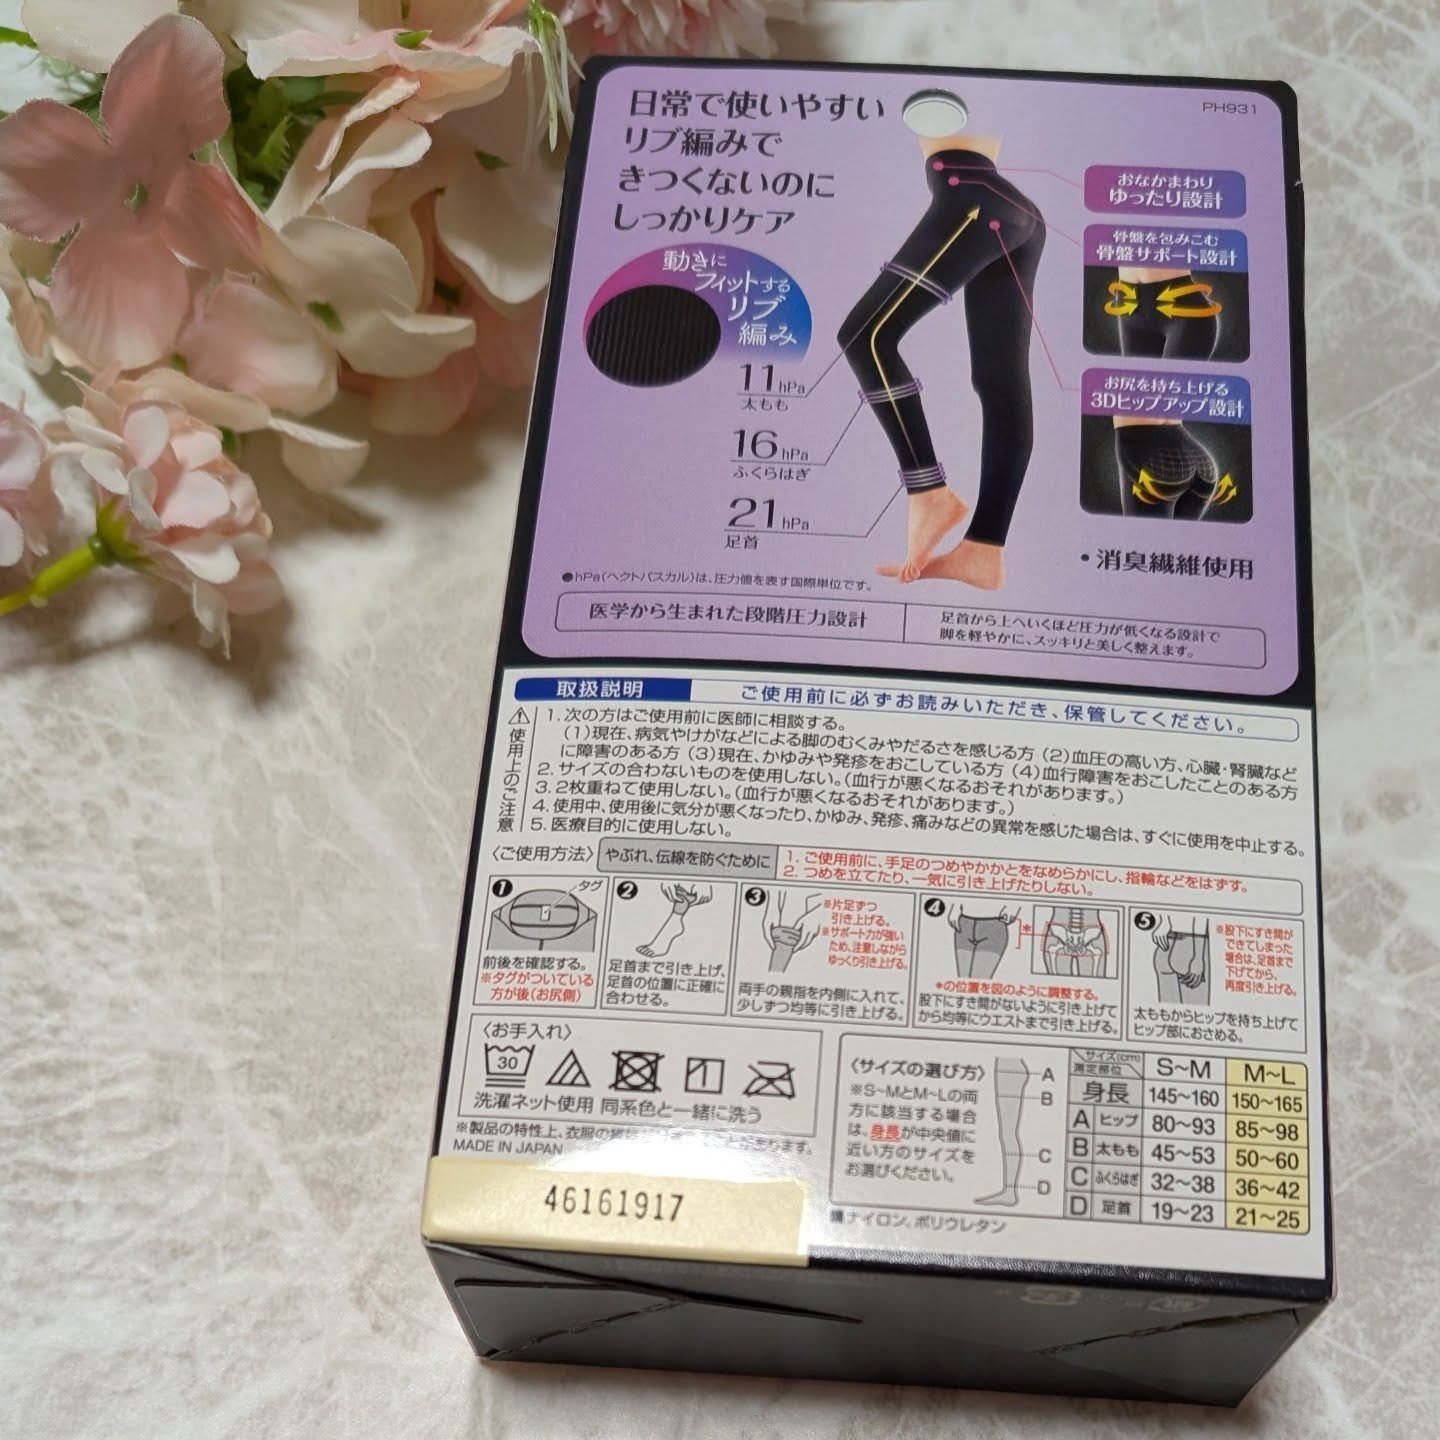 日常で使いやすい
リブ編みで
きつくないのに
しっかりケア
PH931
動きに
フィットする
リブ
編み
おなかまわり
ゆったり設計
骨盤を包みこむ
骨盤サポート設計
お尻を持ち上げる
3Dヒップアップ設計
11hPa
太もも
16hPa
ふくらはぎ
21hPa
足首
・消臭繊維使用
●hPa(ヘクトパスカル)は、圧力値を表す国際単位です。
医学から生まれた段階圧力設計
足首から上へいくほど圧力が低くなる設計で
脚を軽やかに、スッキリと美しく整えます。
取扱説明
ご使用前に必ずお読みいただき、保管してください。
使用上のご注意
1.次の方はご使用前に医師に相談する。
(1)現在、病気やけがなどによる脚のむくみやだるさを感じる方 (2)血圧の高い方、心臓・腎臓など
に障害のある方 (3)現在、かゆみや発疹をおこしている方 (4)血行障害をおこしたことのある方
2.サイズの合わないものを使用しない。(血行が悪くなるおそれがあります。)
3.2枚重ねて使用しない。(血行が悪くなるおそれがあります。)
4.使用中、使用後に気分が悪くなったり、かゆみ、発疹、痛みなどの異常を感じた場合は、すぐに使用を中止する。
5.医療目的に使用しない。
〈ご使用方法〉
やぶれ、伝線を防ぐために
1. ご使用前に、手足のつめやかかとをなめらかにし、指輪などをはずす。
2. つめを立てたり、一気に引き上げたりしない。
1
タグ
前後を確認する。
※タグがついている
方が後(お尻側)
2
足首まで引き上げ、
足首の位置に正確に
合わせる。
3
※片足ずつ
引き上げる。
※サポート力が強い
ため、注意しながら
ゆっくり引き上げる。
両手の親指を内側に入れて、
少しずつ均等に引き上げる。
4
*
*の位置を図のように調整する。
股下にすき間がないように引き上げて
から均等にウエストまで引き上げる。
5
※股下にすき間が
できてしまった
場合は、足首まで
下げてから、
再度引き上げる。
太ももからヒップを持ち上げて
ヒップ部におさめる。
〈お手入れ〉
30
洗濯ネット使用 同系色と一緒に洗う
※製品の特性上、衣服の繊
MADE IN JAPAN
46161917
〈サイズの選び方〉
※S~MとM~Lの両
方に該当する場合
は、身長が中央値に
近い方のサイズを
お選びください。
A
B
C
D
サイズ(cm)
測定部位
S~M
M~L
身長 145~160 150~165
A ヒップ 80~93 85~98
B 太もも 45~53 50~60
C ふくらはぎ 32~38 36~42
D 足首 19~23 21~25
ナイロン、ポリウレタン